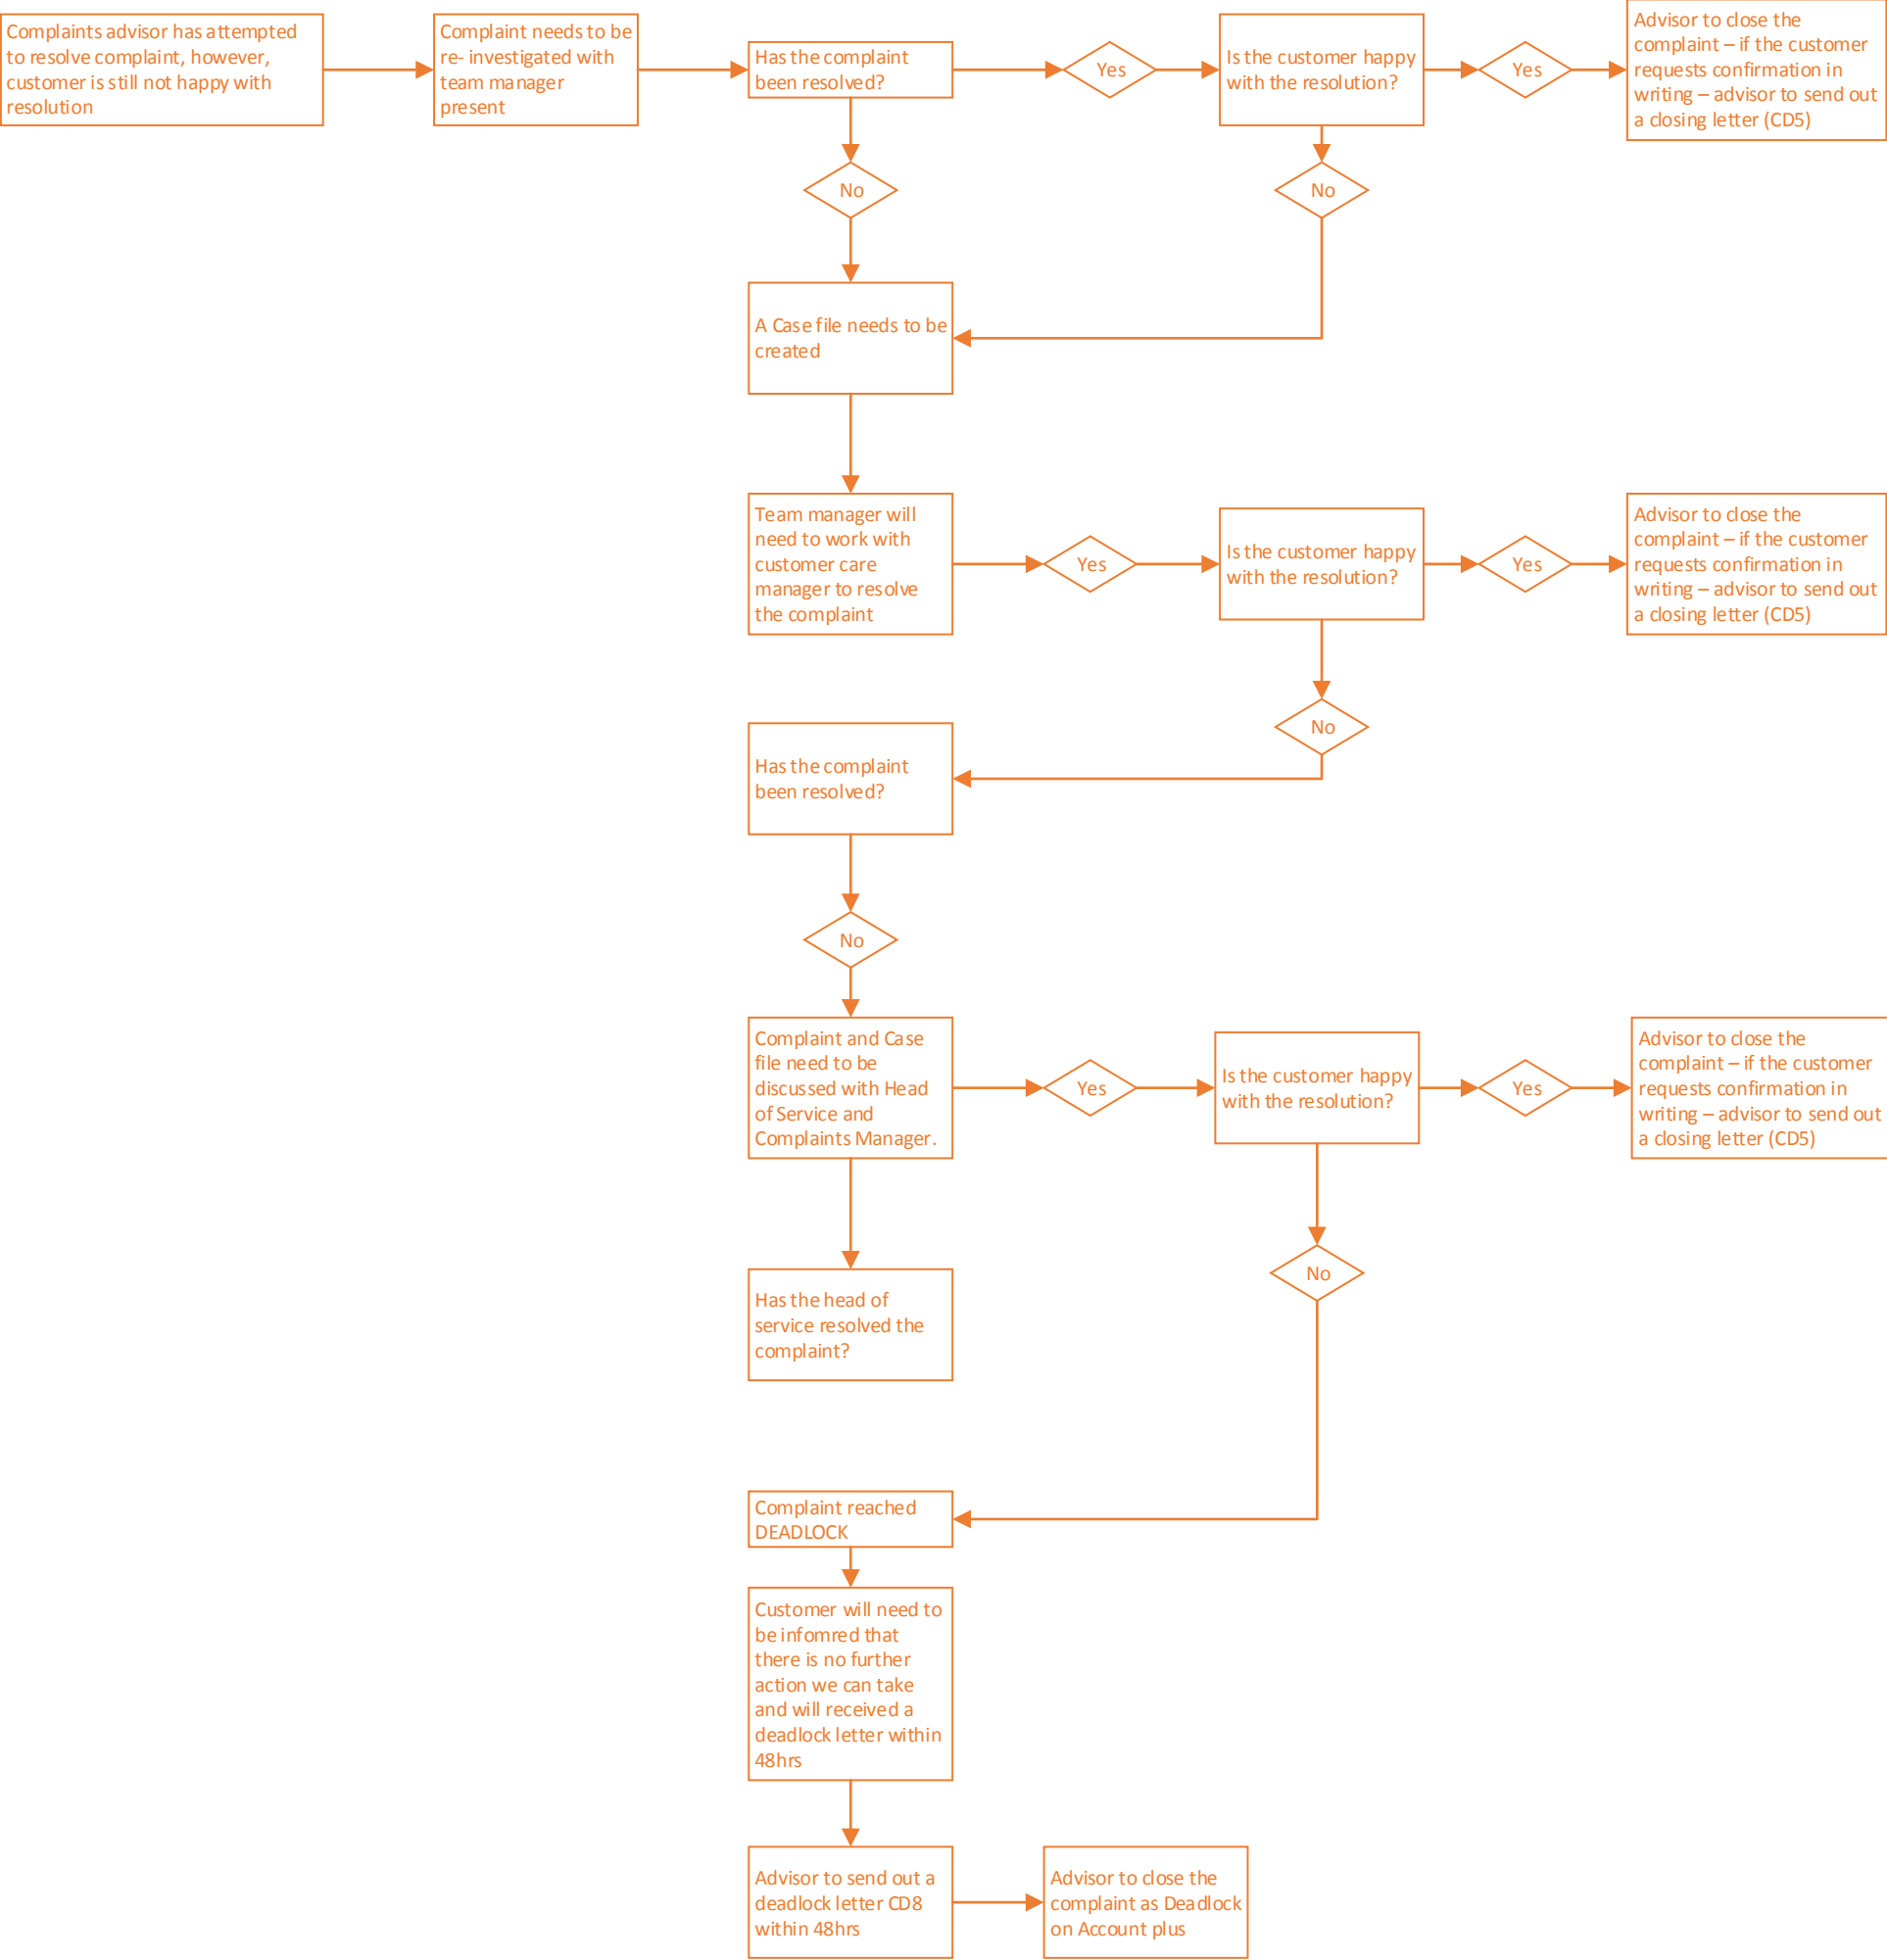 Complaints advisor has attempted
to resolve complaint, however,
customer is still not happy with
resolution
Complaint needs to be
re- investigated with
team manager
present
Has the complaint
been resolved?
Yes
Is the customer happy
with the resolution?
Yes
Advisor to close the
complaint – if the customer
requests confirmation in
writing – advisor to send out
a closing letter (CD5)
No
No
A Case file needs to be
created
Team manager will
need to work with
customer care
manager to resolve
the complaint
Yes
Is the customer happy
with the resolution?
Yes
Advisor to close the
complaint – if the customer
requests confirmation in
writing – advisor to send out
a closing letter (CD5)
No
Has the complaint
been resolved?
No
Complaint and Case
file need to be
discussed with Head
of Service and
Complaints Manager.
Yes
Is the customer happy
with the resolution?
Yes
Advisor to close the
complaint – if the customer
requests confirmation in
writing – advisor to send out
a closing letter (CD5)
No
Has the head of
service resolved the
complaint?
Complaint reached
DEADLOCK
Customer will need to
be infomred that
there is no further
action we can take
and will received a
deadlock letter within
48hrs
Advisor to send out a
deadlock letter CD8
within 48hrs
Advisor to close the
complaint as Deadlock
on Account plus